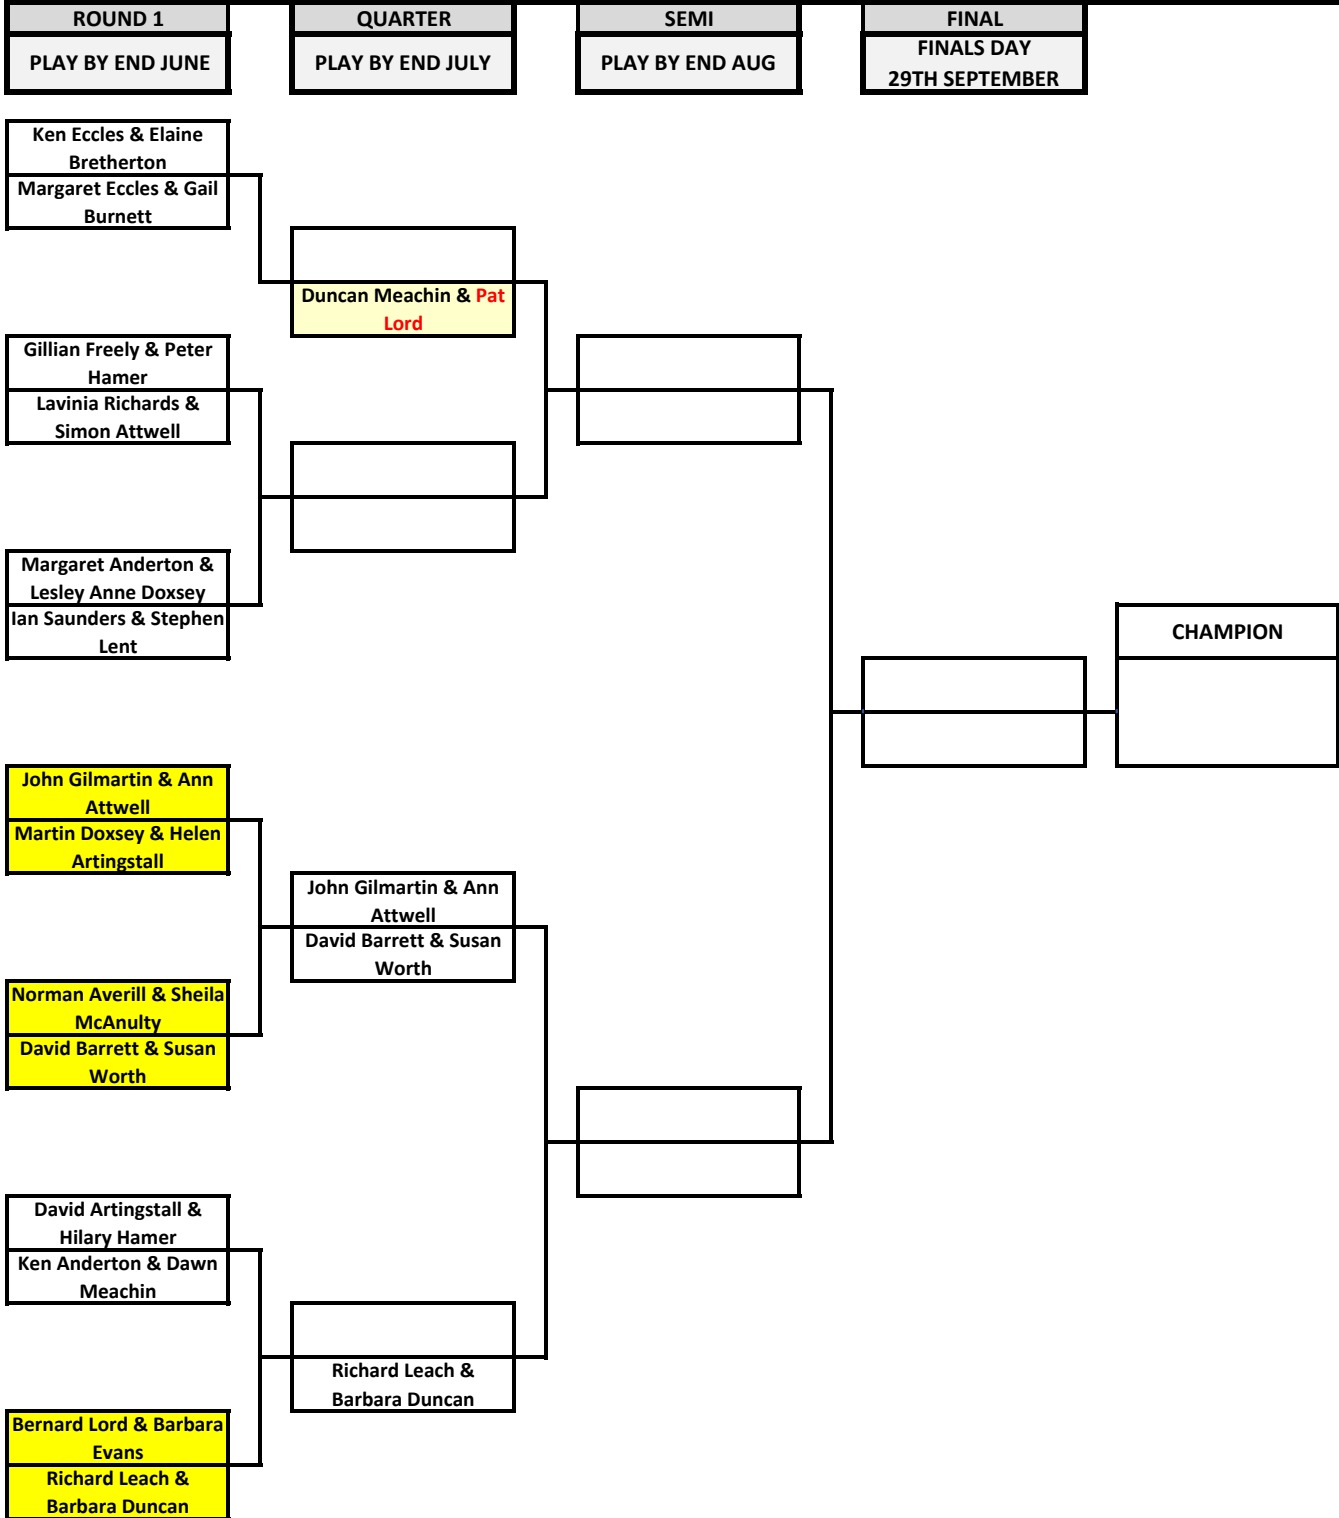 ROUND 1
QUARTER
SEMI
FINAL
PLAY BY END JUNE
PLAY BY END JULY
PLAY BY END AUG
FINALS DAY
29TH SEPTEMBER
Ken Eccles & Elaine
Bretherton
Margaret Eccles & Gail
Burnett
Duncan Meachin & Pat
Lord
Gillian Freely & Peter
Hamer
Lavinia Richards &
Simon Attwell
Margaret Anderton &
Lesley Anne Doxsey
Ian Saunders & Stephen
Lent
CHAMPION
John Gilmartin & Ann
Attwell
Martin Doxsey & Helen
Artingstall
John Gilmartin & Ann
Attwell
David Barrett & Susan
Worth
Norman Averill & Sheila
McAnulty
David Barrett & Susan
Worth
David Artingstall &
Hilary Hamer
Ken Anderton & Dawn
Meachin
Richard Leach &
Barbara Duncan
Bernard Lord & Barbara
Evans
Richard Leach &
Barbara Duncan